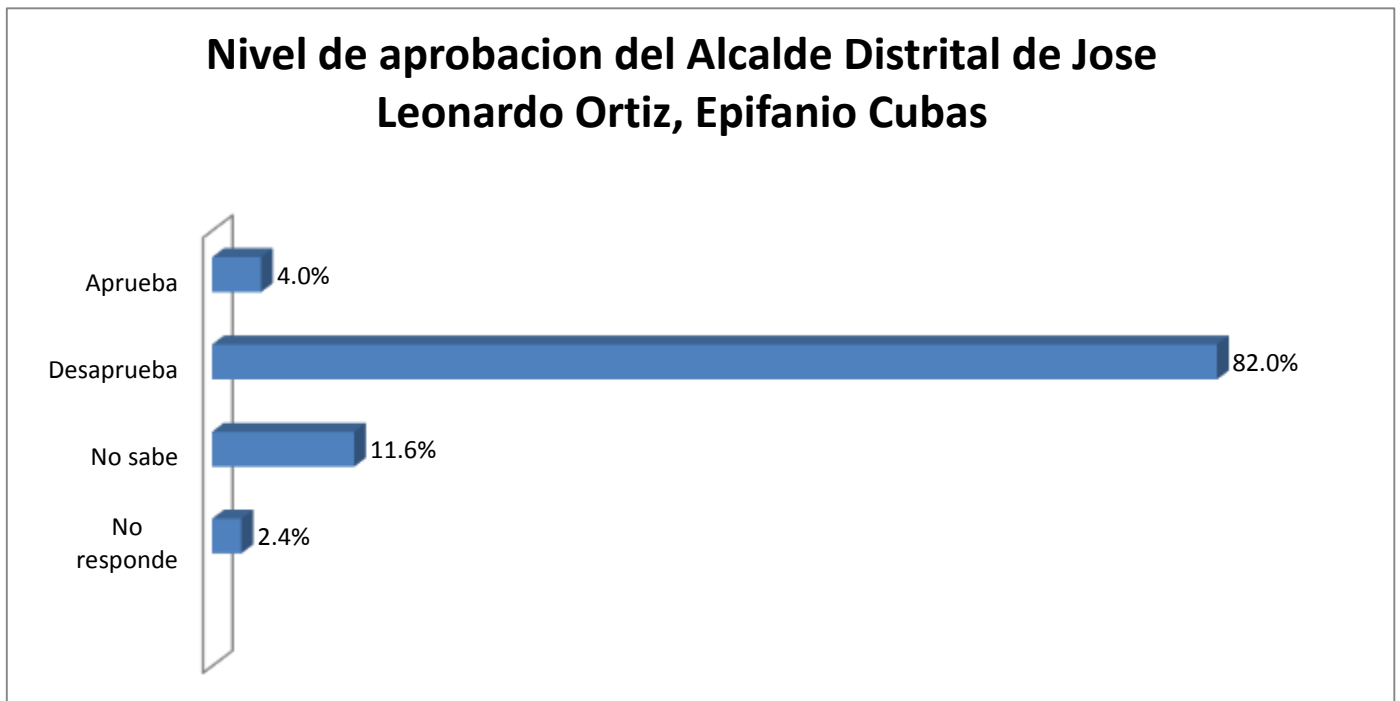 Nivel de aprobacion del Alcalde Distrital de Jose
Leonardo Ortiz, Epifanio Cubas
Aprueba
4.0%
Desaprueba
82.0%
No sabe
11.6%
No
responde
2.4%